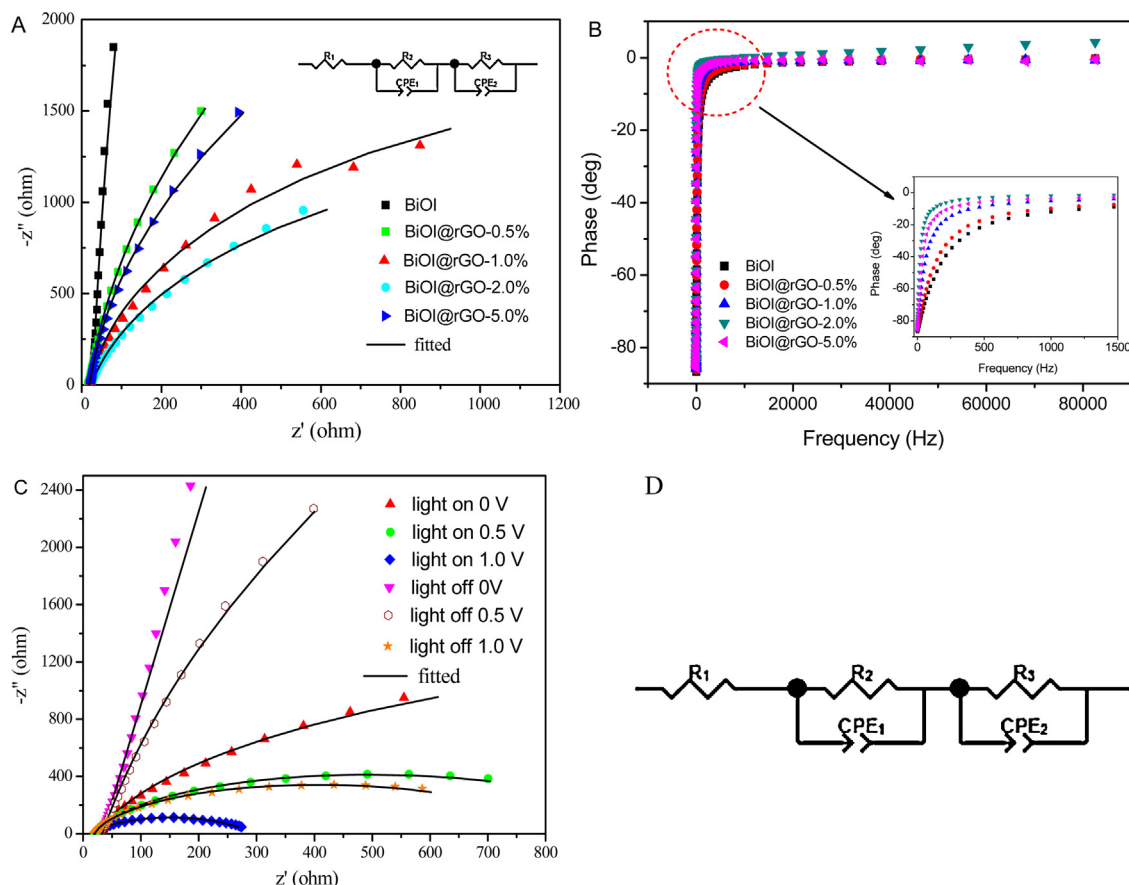 A
2000
1500
1000
500
0
-z'' (ohm)
0 200 400 600 800 1000 1200
z' (ohm)
R1 R2 R3
CPE1 CPE2
BiOI
BiOI@rGO-0.5%
BiOI@rGO-1.0%
BiOI@rGO-2.0%
BiOI@rGO-5.0%
fitted
B
0
-20
-40
-60
-80
Phase (deg)
0 20000 40000 60000 80000
Frequency (Hz)
BiOI
BiOI@rGO-0.5%
BiOI@rGO-1.0%
BiOI@rGO-2.0%
BiOI@rGO-5.0%
0
-20
-40
-60
-80
Phase (deg)
0 500 1000 1500
Frequency (Hz)
C
2400
2000
1600
1200
800
400
0
-z'' (ohm)
0 100 200 300 400 500 600 700 800
z' (ohm)
light on 0 V
light on 0.5 V
light on 1.0 V
light off 0V
light off 0.5 V
light off 1.0 V
fitted
D
R1 R2 R3
CPE1 CPE2